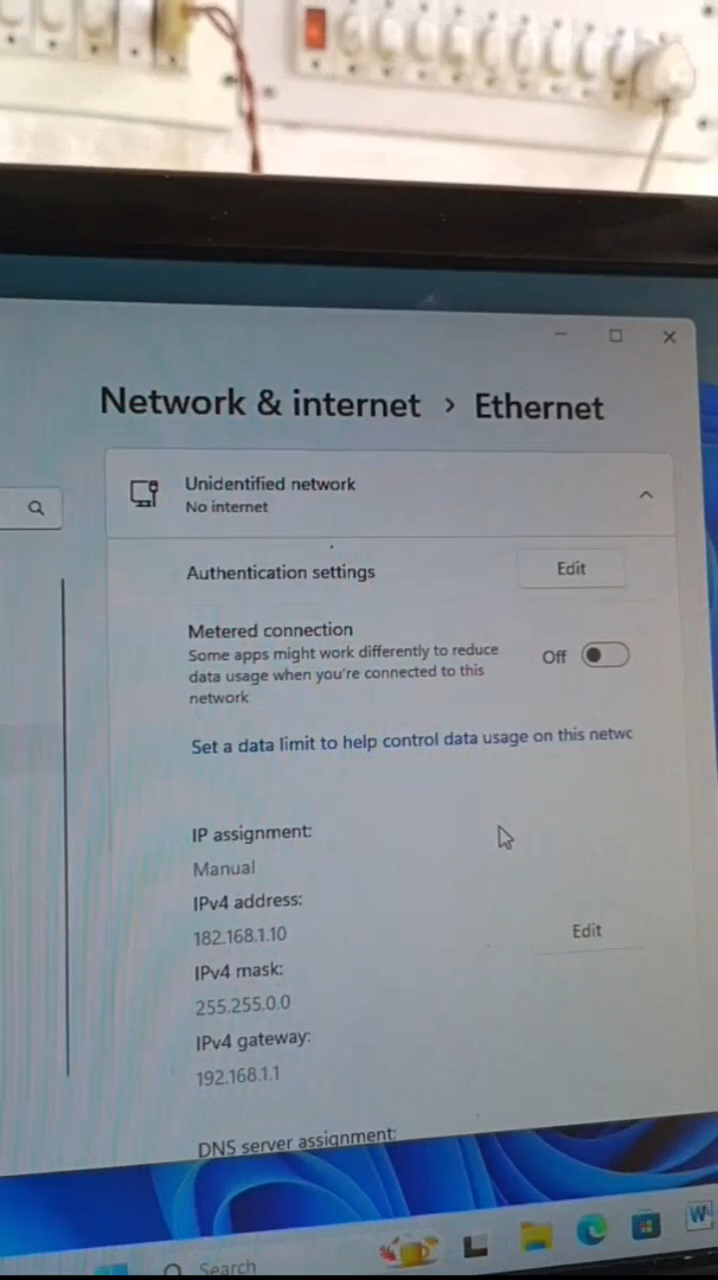 Network & internet › Ethernet
Unidentified network
No internet
Authentication settings
Edit
Metered connection
Some apps might work differently to reduce
data usage when you're connected to this
network
Off
Set a data limit to help control data usage on this netwc
IP assignment:
Manual
IPv4 address:
182.168.1.10
Edit
IPv4 mask:
255.255.0.0
IPv4 gateway:
192.168.1.1
DNS server assignment:
Search
W